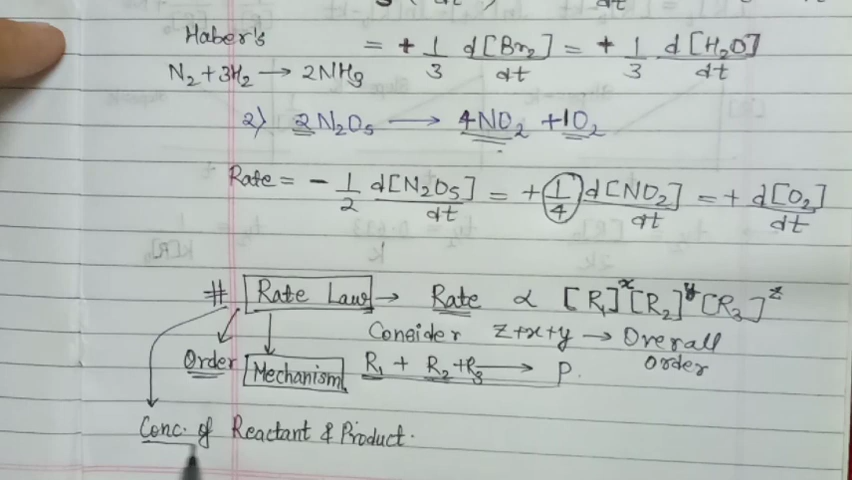 Haber's = + 1/3 d[Br2]/dt = + 1/3 d[H2O]/dt
N2 + 3H2 → 2NH3
2) 2N2O5 → 4NO2 + 1O2
Rate = - 1/2 d[N2O5]/dt = + 1/4 d[NO2]/dt = + d[O2]/dt
# Rate Law → Rate ∝ [R1]^x [R2]^y [R3]^z
Consider z+x+y → Overall order
Order Mechanism R1 + R2 + R3 → P.
Conc. of Reactant & Product.